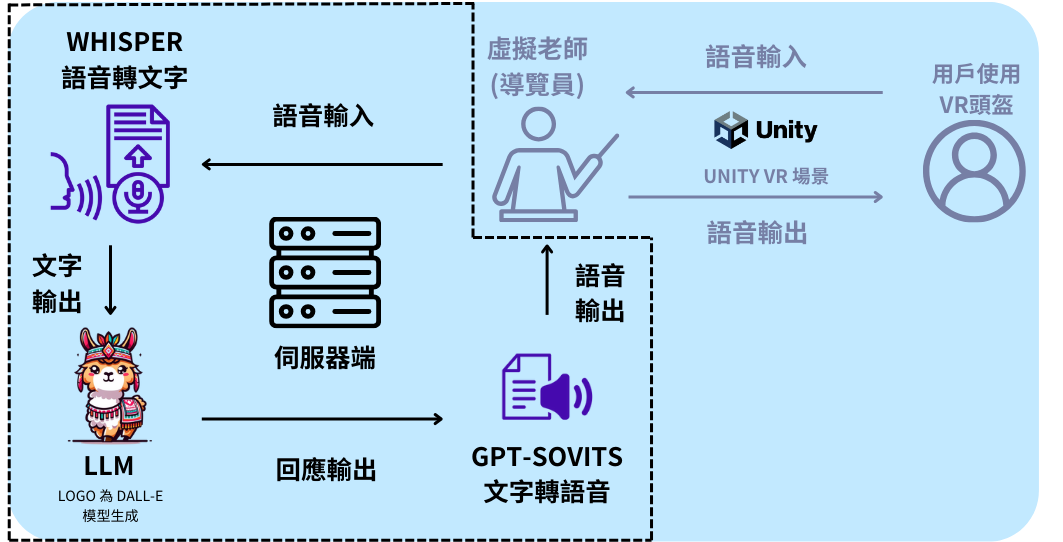 WHISPER
語音轉文字
語音輸入
虛擬老師
(導覽員)
語音輸入
用戶使用
VR頭盔
Unity
UNITY VR 場景
語音輸出
文字
輸出
語音
輸出
伺服器端
LLM
LOGO 為 DALL-E
模型生成
回應輸出
GPT-SOVITS
文字轉語音